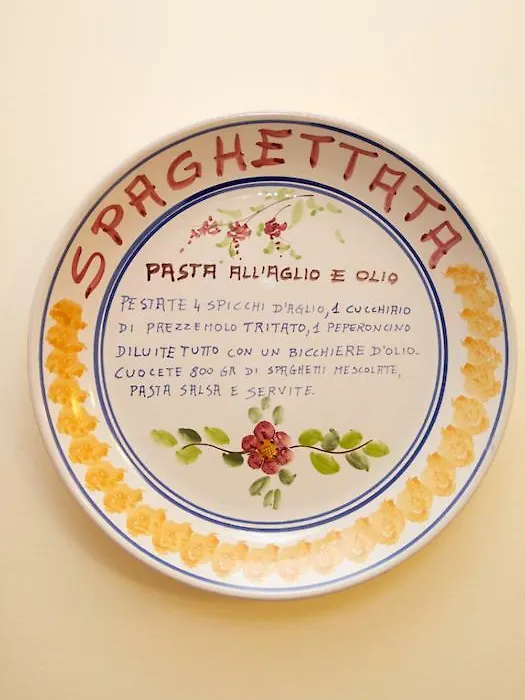 SPAGHETTATA
PASTA ALL'AGLIO E OLIO
PESTATE 4 SPICCHI D'AGLIO, 1 CUCCHIAIO
DI PREZZEMOLO TRITATO, 1 PEPERONCINO
DILUITE TUTTO CON UN BICCHIERE D'OLIO.
CUOCETE 800 GR DI SPAGHETTI MESCOLATE,
PASTA SALSA E SERVITE.